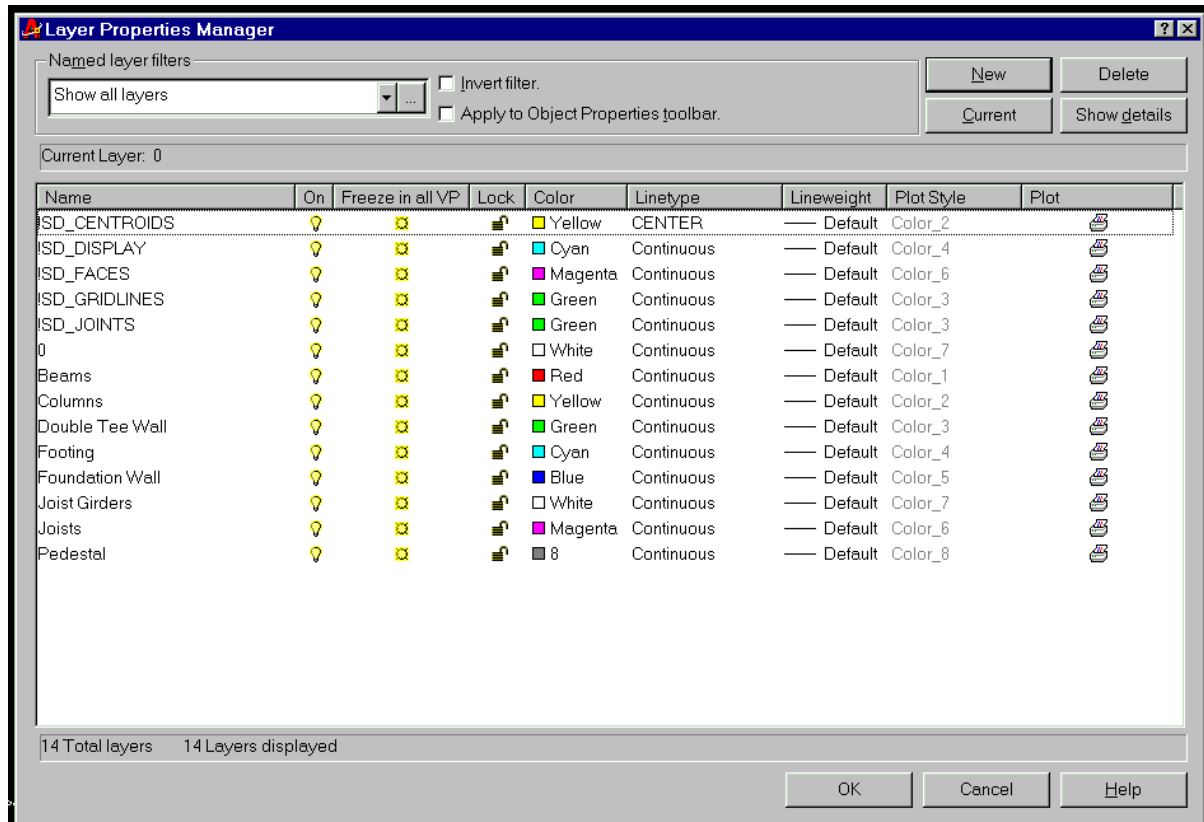 Layer Properties Manager
Named layer filters
Show all layers
...
Invert filter.
Apply to Object Properties toolbar.
New Delete
Current Show details
Current Layer: 0
Name On Freeze in all VP Lock Color Linetype Lineweight Plot Style Plot
!SD_CENTROIDS Yellow CENTER Default Color_2
!SD_DISPLAY Cyan Continuous Default Color_4
!SD_FACES Magenta Continuous Default Color_6
!SD_GRIDLINES Green Continuous Default Color_3
!SD_JOINTS Green Continuous Default Color_3
0 White Continuous Default Color_7
Beams Red Continuous Default Color_1
Columns Yellow Continuous Default Color_2
Double Tee Wall Green Continuous Default Color_3
Footing Cyan Continuous Default Color_4
Foundation Wall Blue Continuous Default Color_5
Joist Girders White Continuous Default Color_7
Joists Magenta Continuous Default Color_6
Pedestal 8 Continuous Default Color_8
14 Total layers 14 Layers displayed
OK Cancel Help